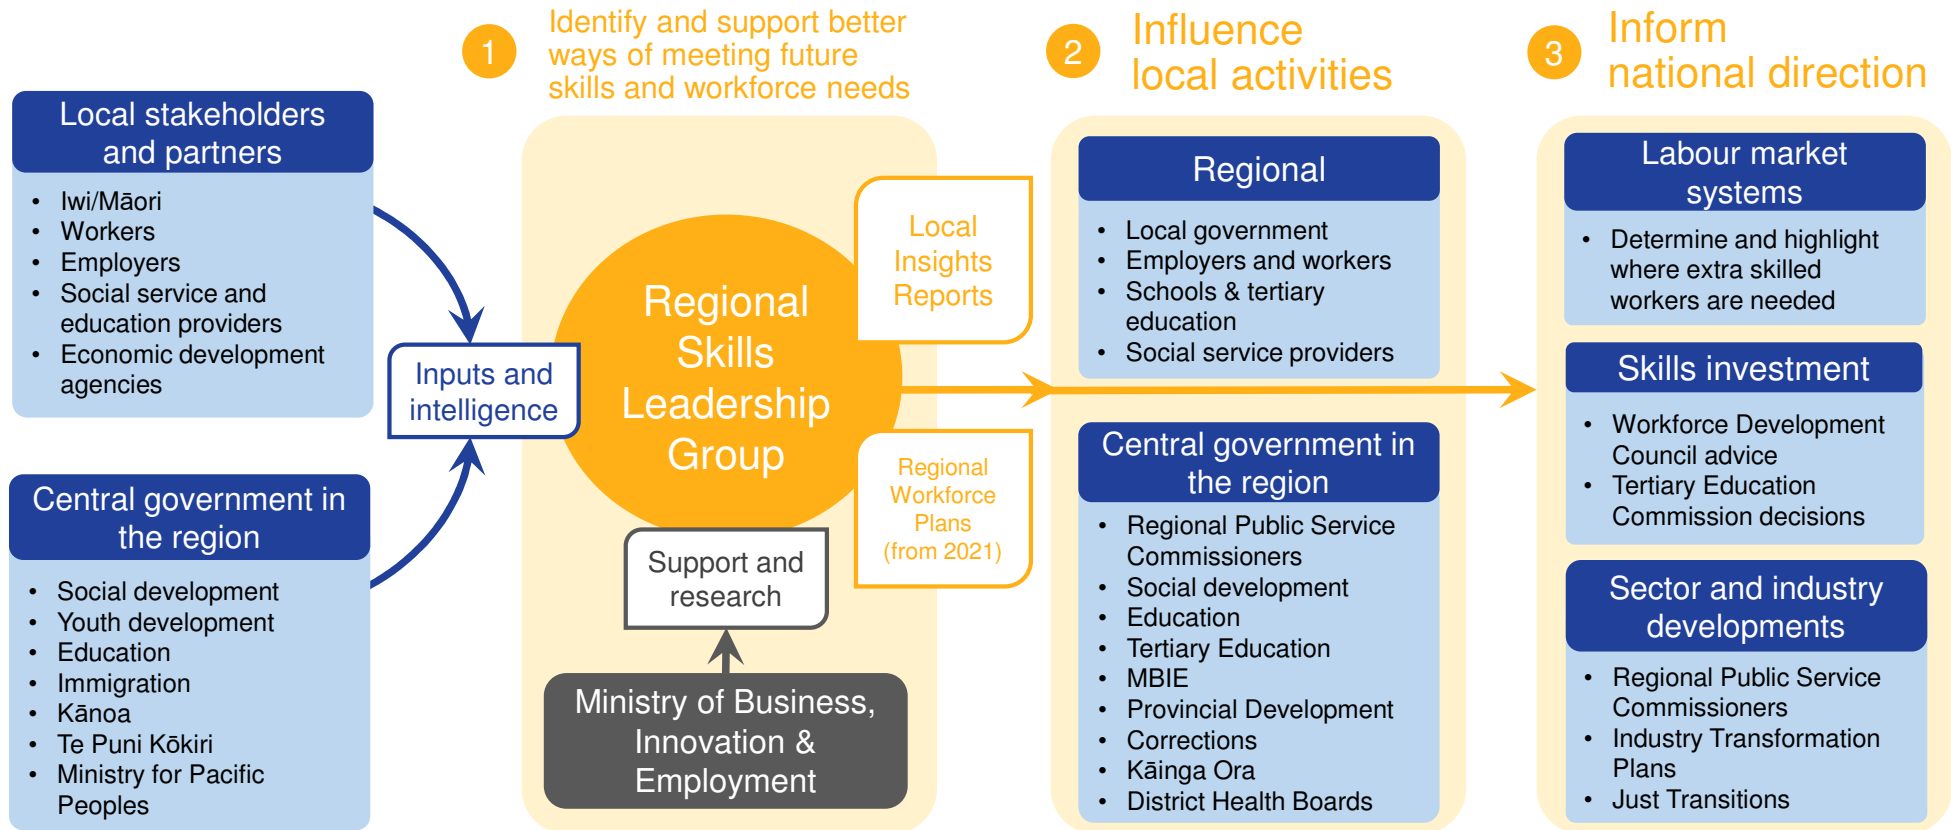 1
Identify and support better
ways of meeting future
skills and workforce needs
2
Influence
local activities
3
Inform
national direction
Local stakeholders
and partners
• Iwi/Māori
• Workers
• Employers
• Social service and
education providers
• Economic development
agencies
Central government in
the region
• Social development
• Youth development
• Education
• Immigration
• Kānoa
• Te Puni Kōkiri
• Ministry for Pacific
Peoples
Inputs and
intelligence
Regional
Skills
Leadership
Group
Local
Insights
Reports
Regional
Workforce
Plans
(from 2021)
Support and
research
Ministry of Business,
Innovation &
Employment
Regional
• Local government
• Employers and workers
• Schools & tertiary
education
• Social service providers
Central government in
the region
• Regional Public Service
Commissioners
• Social development
• Education
• Tertiary Education
• MBIE
• Provincial Development
• Corrections
• Kāinga Ora
• District Health Boards
Labour market
systems
• Determine and highlight
where extra skilled
workers are needed
Skills investment
• Workforce Development
Council advice
• Tertiary Education
Commission decisions
Sector and industry
developments
• Regional Public Service
Commissioners
• Industry Transformation
Plans
• Just Transitions